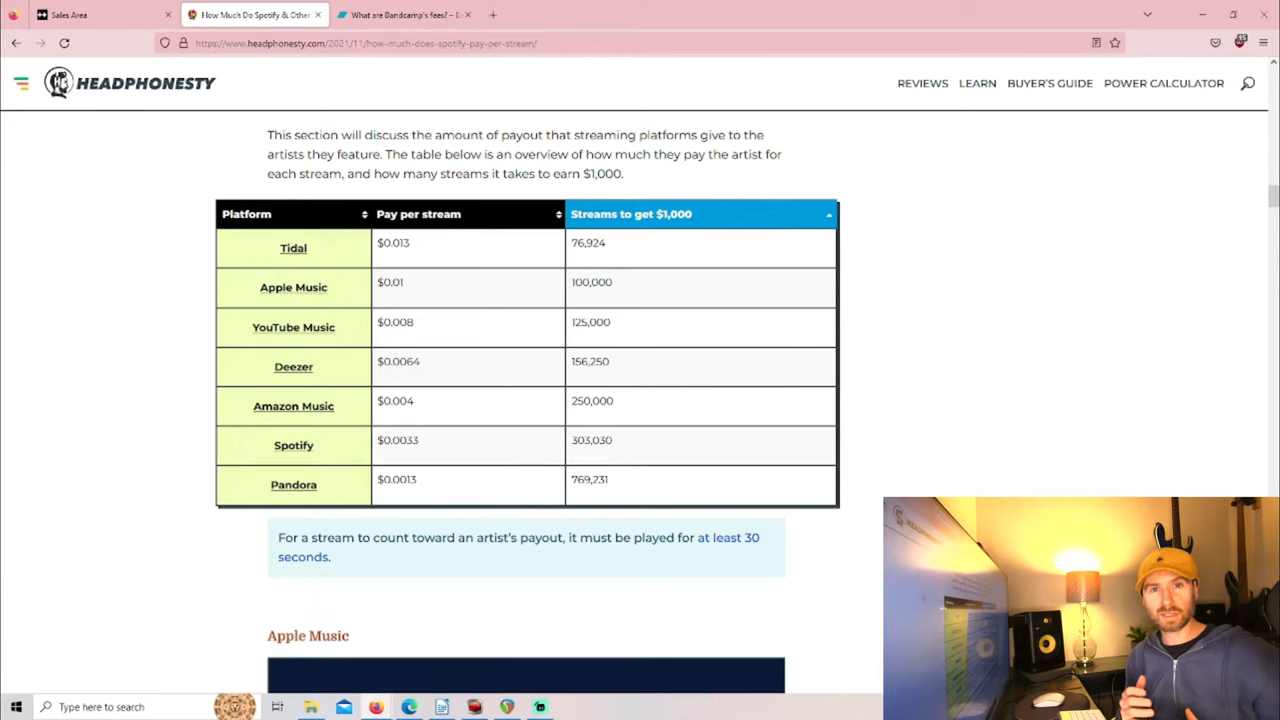 Sales Area
How Much Do Spotify & Other
What are Bandcamp's fees? –
https://www.headphonesty.com/2021/11/how-much-does-spotify-pay-per-stream/
15
HEADPHONESTY
REVIEWS LEARN BUYER'S GUIDE POWER CALCULATOR
This section will discuss the amount of payout that streaming platforms give to the
artists they feature. The table below is an overview of how much they pay the artist for
each stream, and how many streams it takes to earn $1,000.
Platform Pay per stream Streams to get $1,000
Tidal $0.013 76,924
Apple Music $0.01 100,000
YouTube Music $0.008 125,000
Deezer $0.0064 156,250
Amazon Music $0.004 250,000
Spotify $0.0033 303,030
Pandora $0.0013 769,231
For a stream to count toward an artist's payout, it must be played for at least 30
seconds.
Apple Music
Type here to search